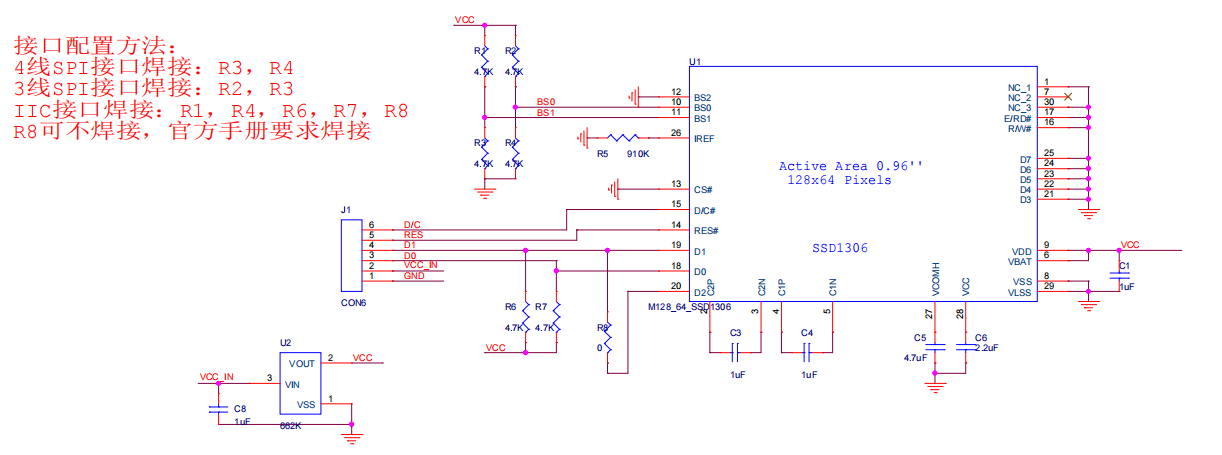 接口配置方法:
4线SPI接口焊接: R3, R4
3线SPI接口焊接: R2, R3
IIC接口焊接: R1, R4, R6, R7, R8
R8可不焊接, 官方手册要求焊接
VCC
R1
4.7K
R2
4.7K
R3
4.7K
R4
4.7K
BS0
BS1
R5
910K
U1
12 BS2
10 BS0
11 BS1
26 IREF
13 CS#
15 D/C#
14 RES#
19 D1
18 D0
20 D2
M128_64_SSD1306
Active Area 0.96''
128x64 Pixels
SSD1306
NC_1 1
NC_2 7
NC_3 30
E/RD# 17
R/W# 16
D7 25
D6 24
D5 23
D4 22
D3 21
VDD 9
VBAT 6
VSS 8
VLSS 29
VCC
C1
1uF
C2P
2
C2N
3
C1P
4
C1N
5
VCOMH
27
VCC
28
C3
1uF
C4
1uF
C5
4.7uF
C6
2.2uF
J1
6 D/C
5 RES
4 D1
3 D0
2 VCC_IN
1 GND
CON6
R6
4.7K
R7
4.7K
R8
0
VCC
U2
VOUT 2 VCC
VCC_IN 3 VIN
VSS 1
662K
C8
1uF